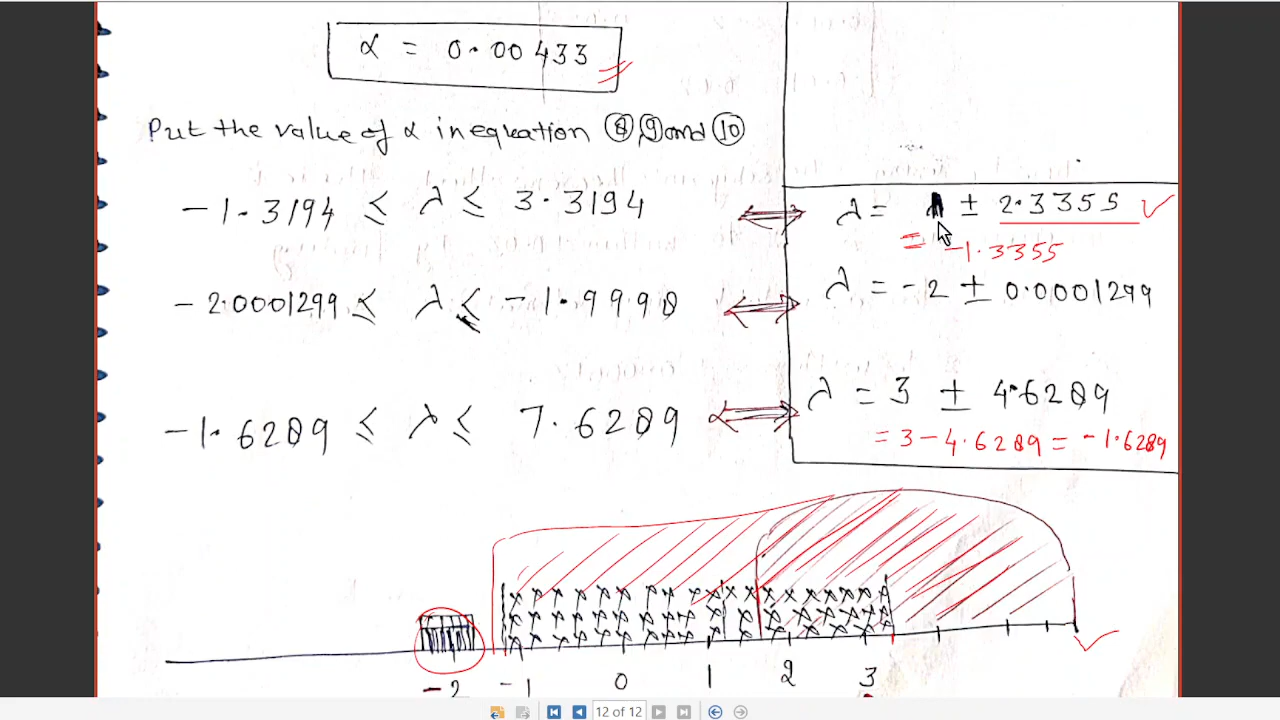 α = 0.00433
Put the value of α in equation ⑧, ⑨ and ⑩
-1.3194 ≤ λ ≤ 3.3194
λ = 1 ± 2.3355
= -1.3355
-2.0001299 ≤ λ ≤ -1.9998
λ = -2 ± 0.0001299
-1.6289 ≤ λ ≤ 7.6289
λ = 3 ± 4.6289
= 3 - 4.6289 = -1.6289
-2 -1 0 1 2 3
12 of 12